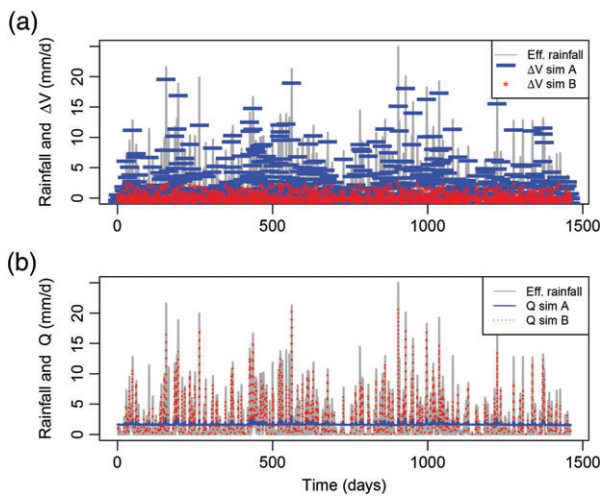 (a)
Rainfall and ΔV (mm/d)
20
15
10
5
0
Eff. rainfall
ΔV sim A
ΔV sim B
0
500
1000
1500
(b)
Rainfall and Q (mm/d)
20
15
10
5
0
Eff. rainfall
Q sim A
Q sim B
0
500
1000
1500
Time (days)